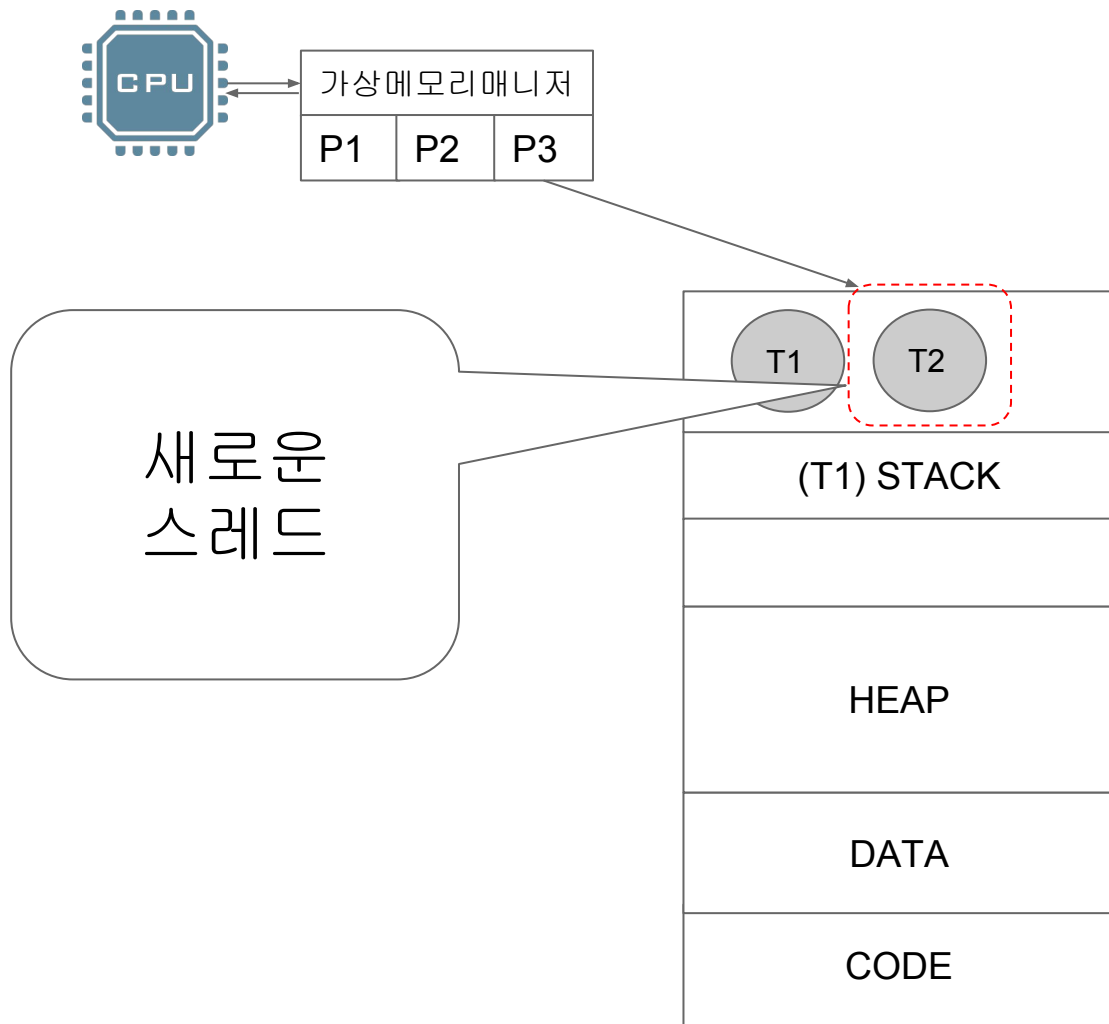 CPU
가상메모리매니저
P1 P2 P3
T1 T2
새로운
스레드
(T1) STACK
HEAP
DATA
CODE